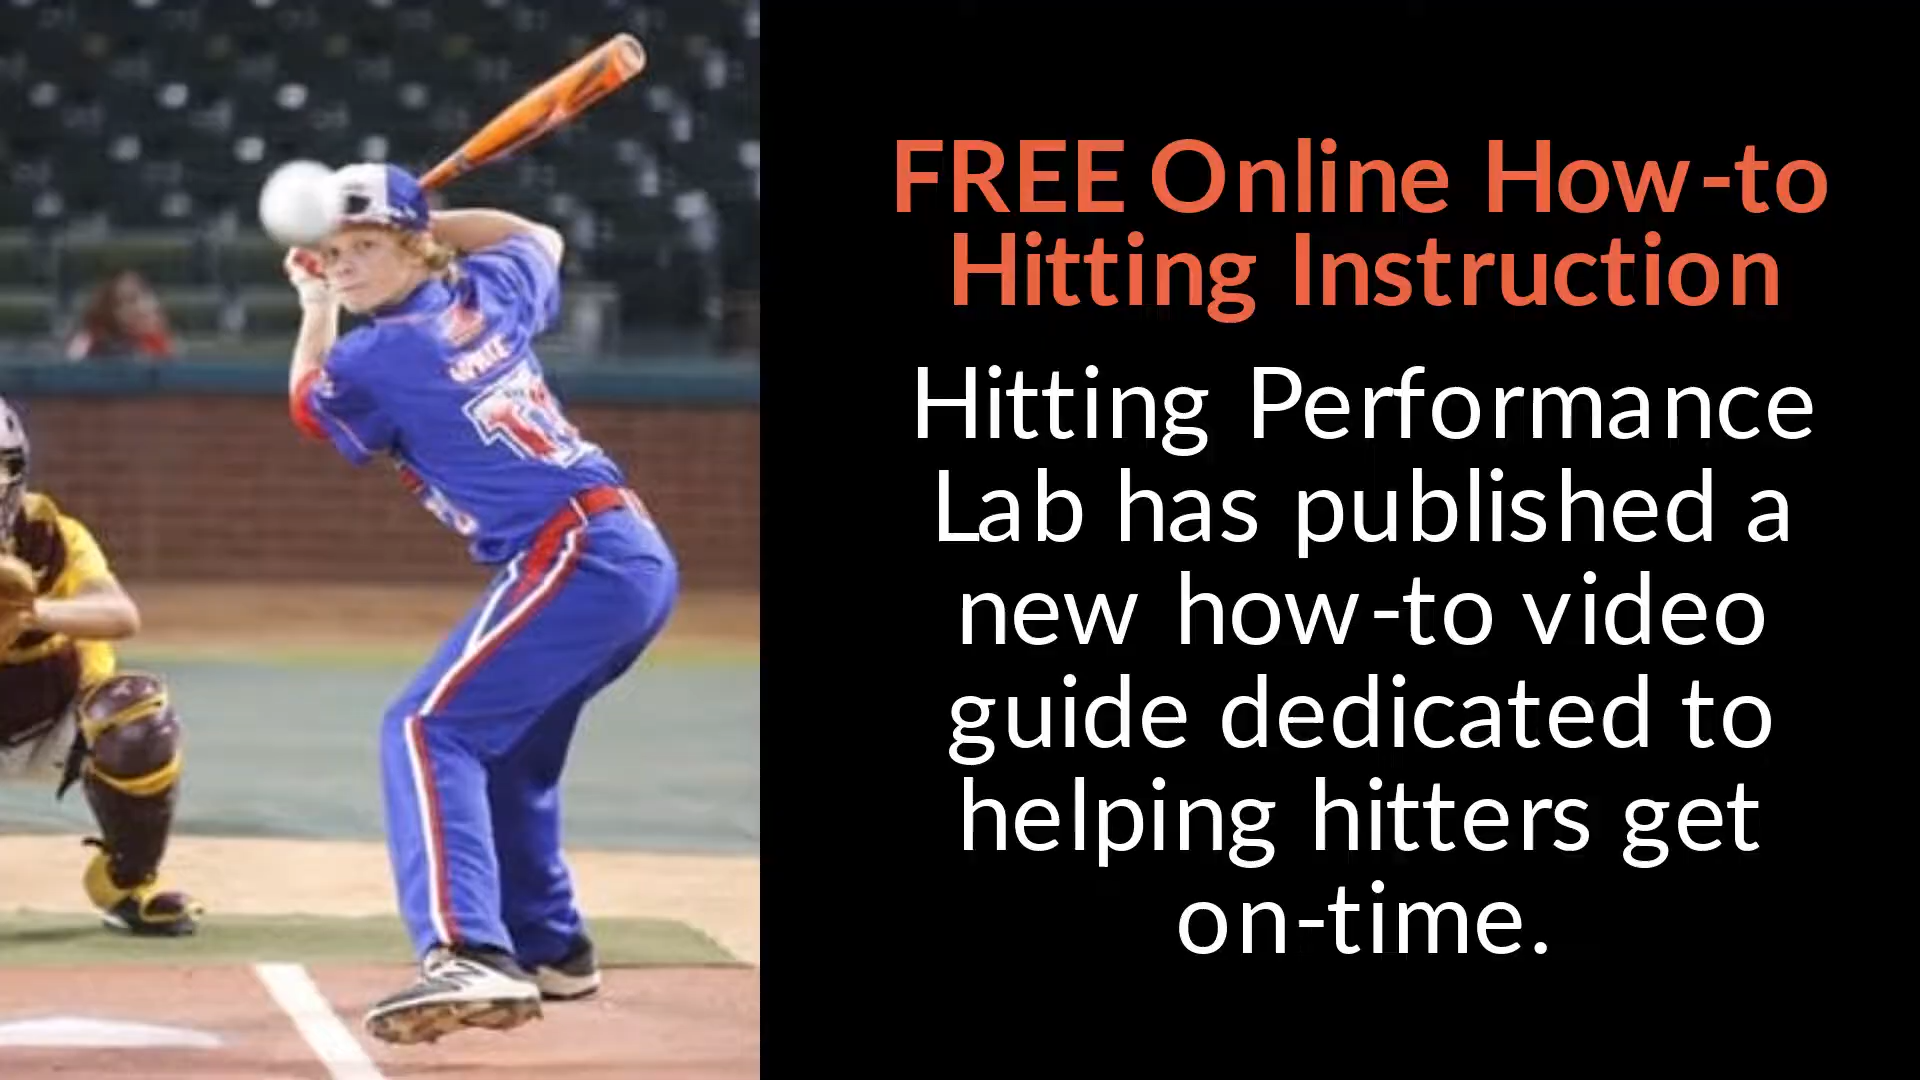 FREE Online How-to
Hitting Instruction
Hitting Performance
Lab has published a
new how-to video
guide dedicated to
helping hitters get
on-time.